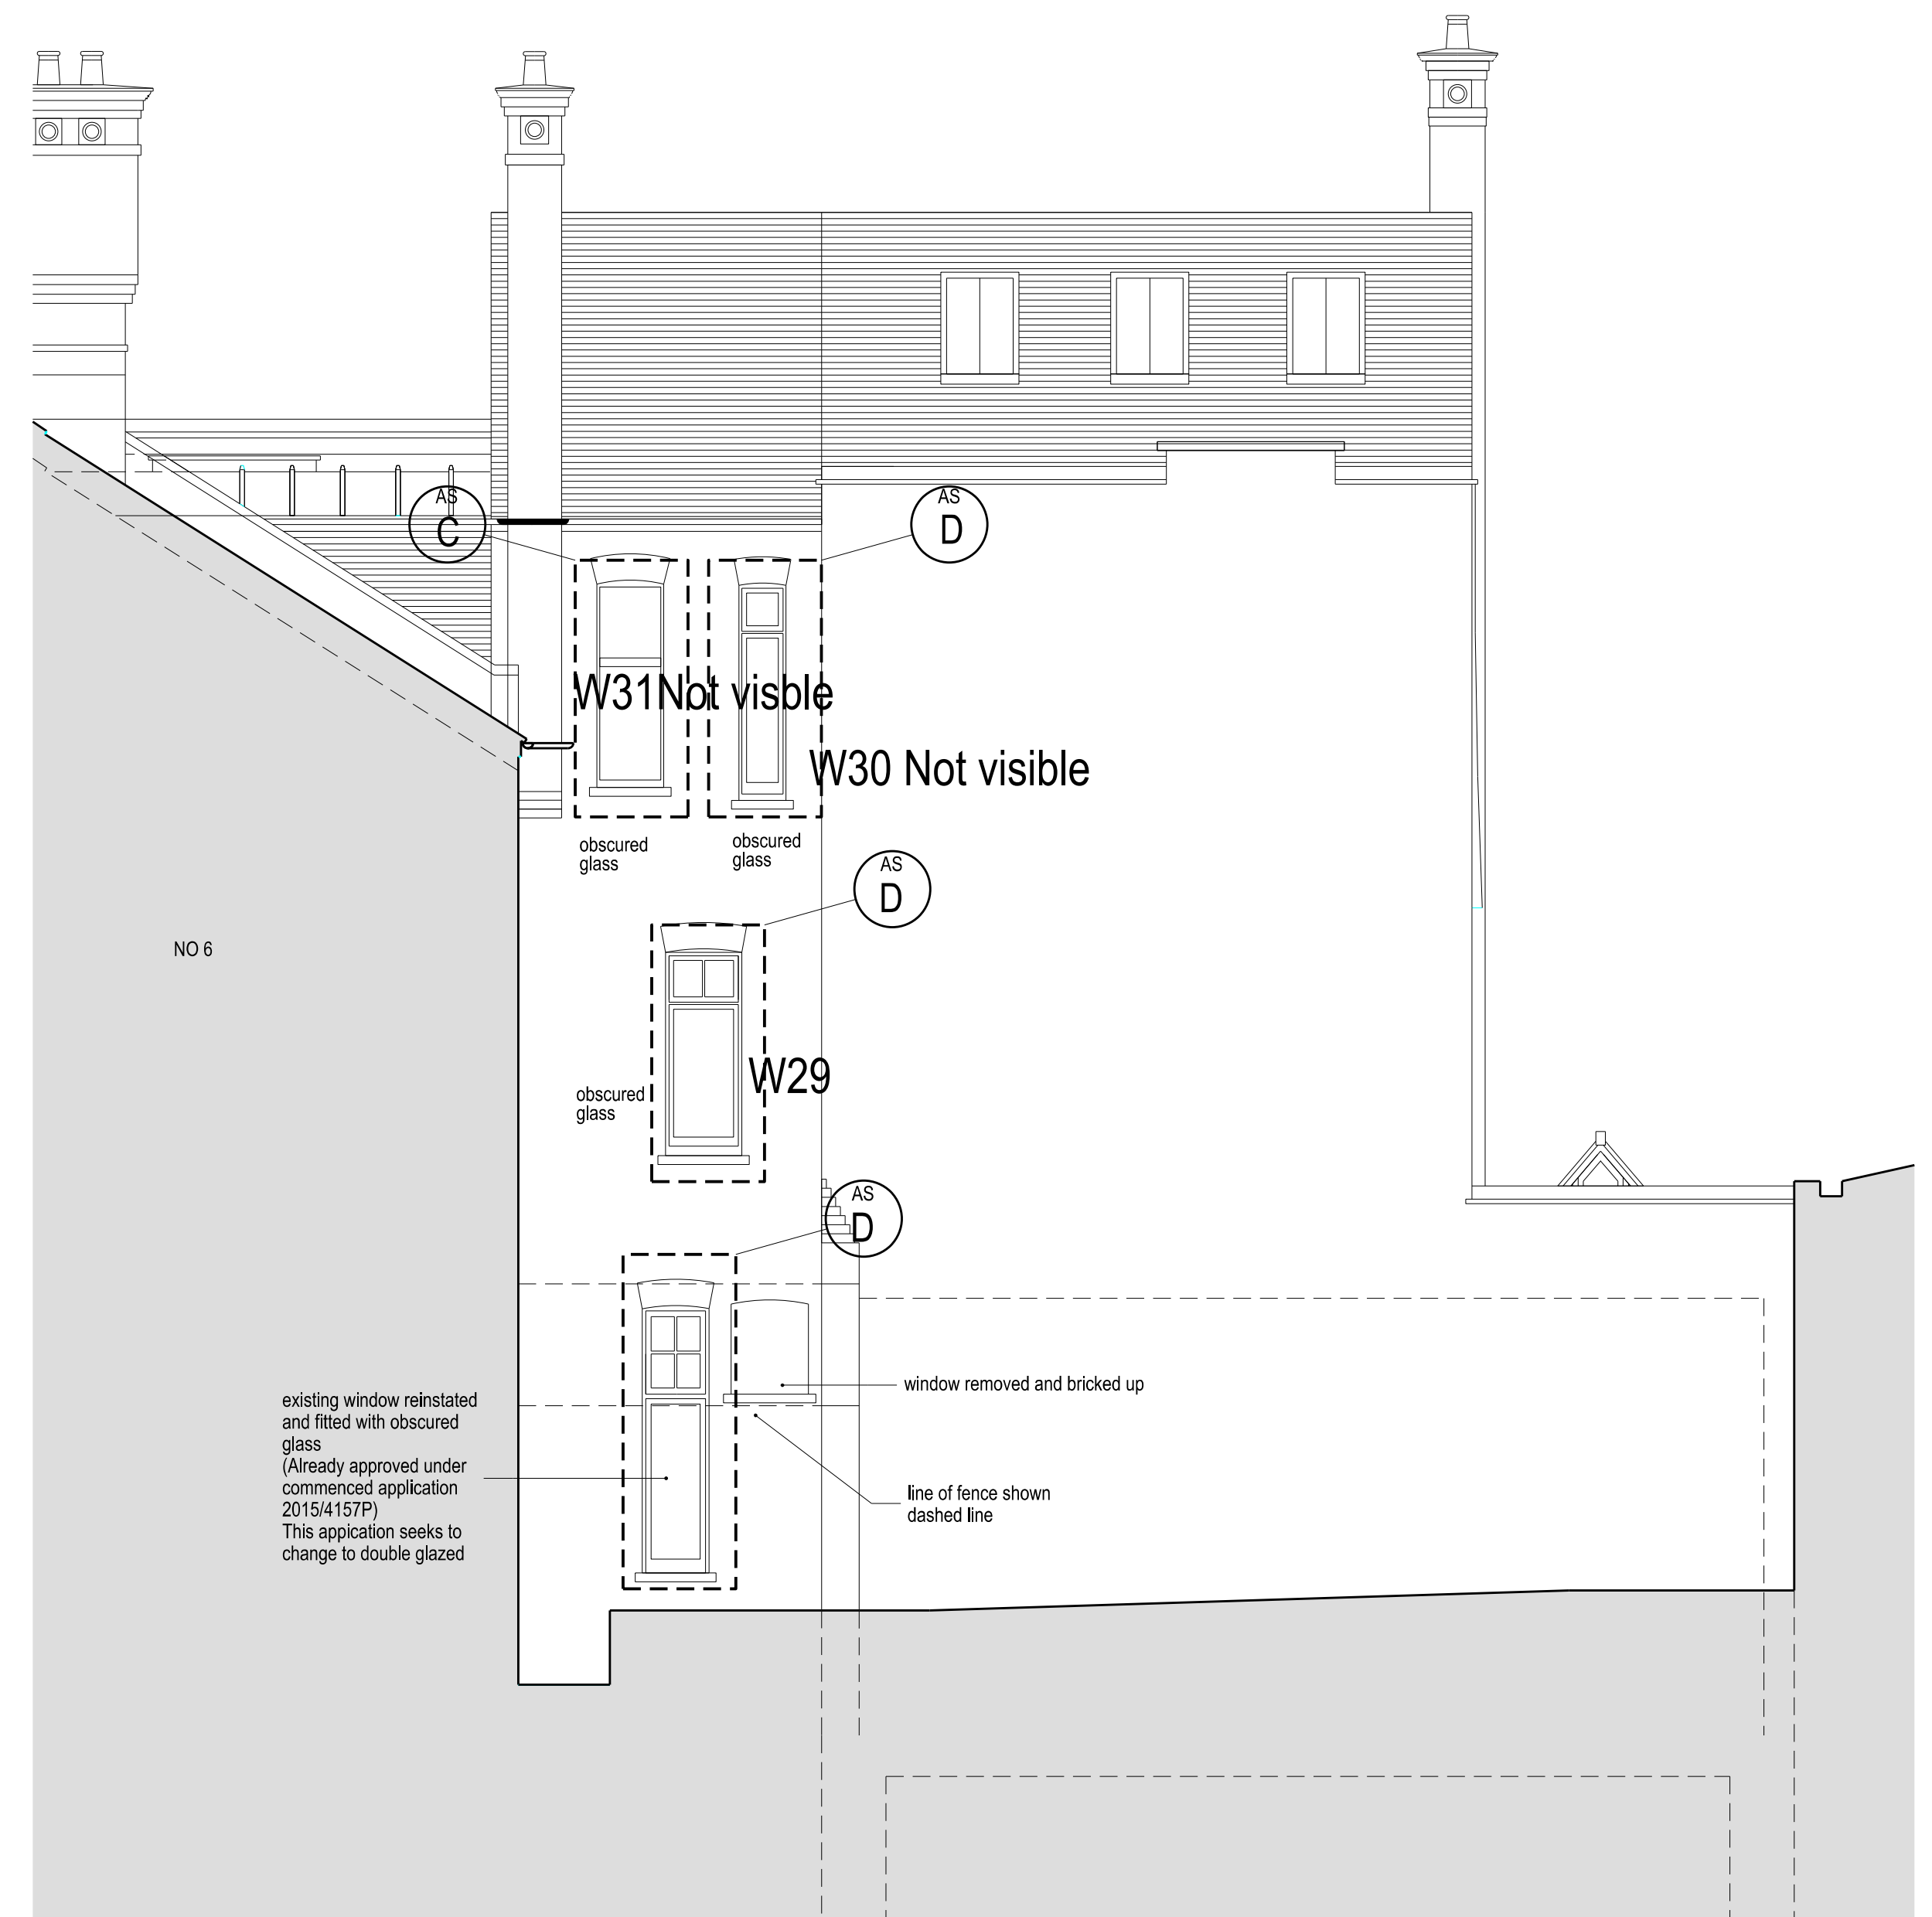 AS
C
AS
D
W31Not visble
W30 Not visible
obscured
glass
obscured
glass
AS
D
NO 6
W29
obscured
glass
AS
D
window removed and bricked up
existing window reinstated
and fitted with obscured
glass
(Already approved under
commenced application
2015/4157P)
This appication seeks to
change to double glazed
line of fence shown
dashed line